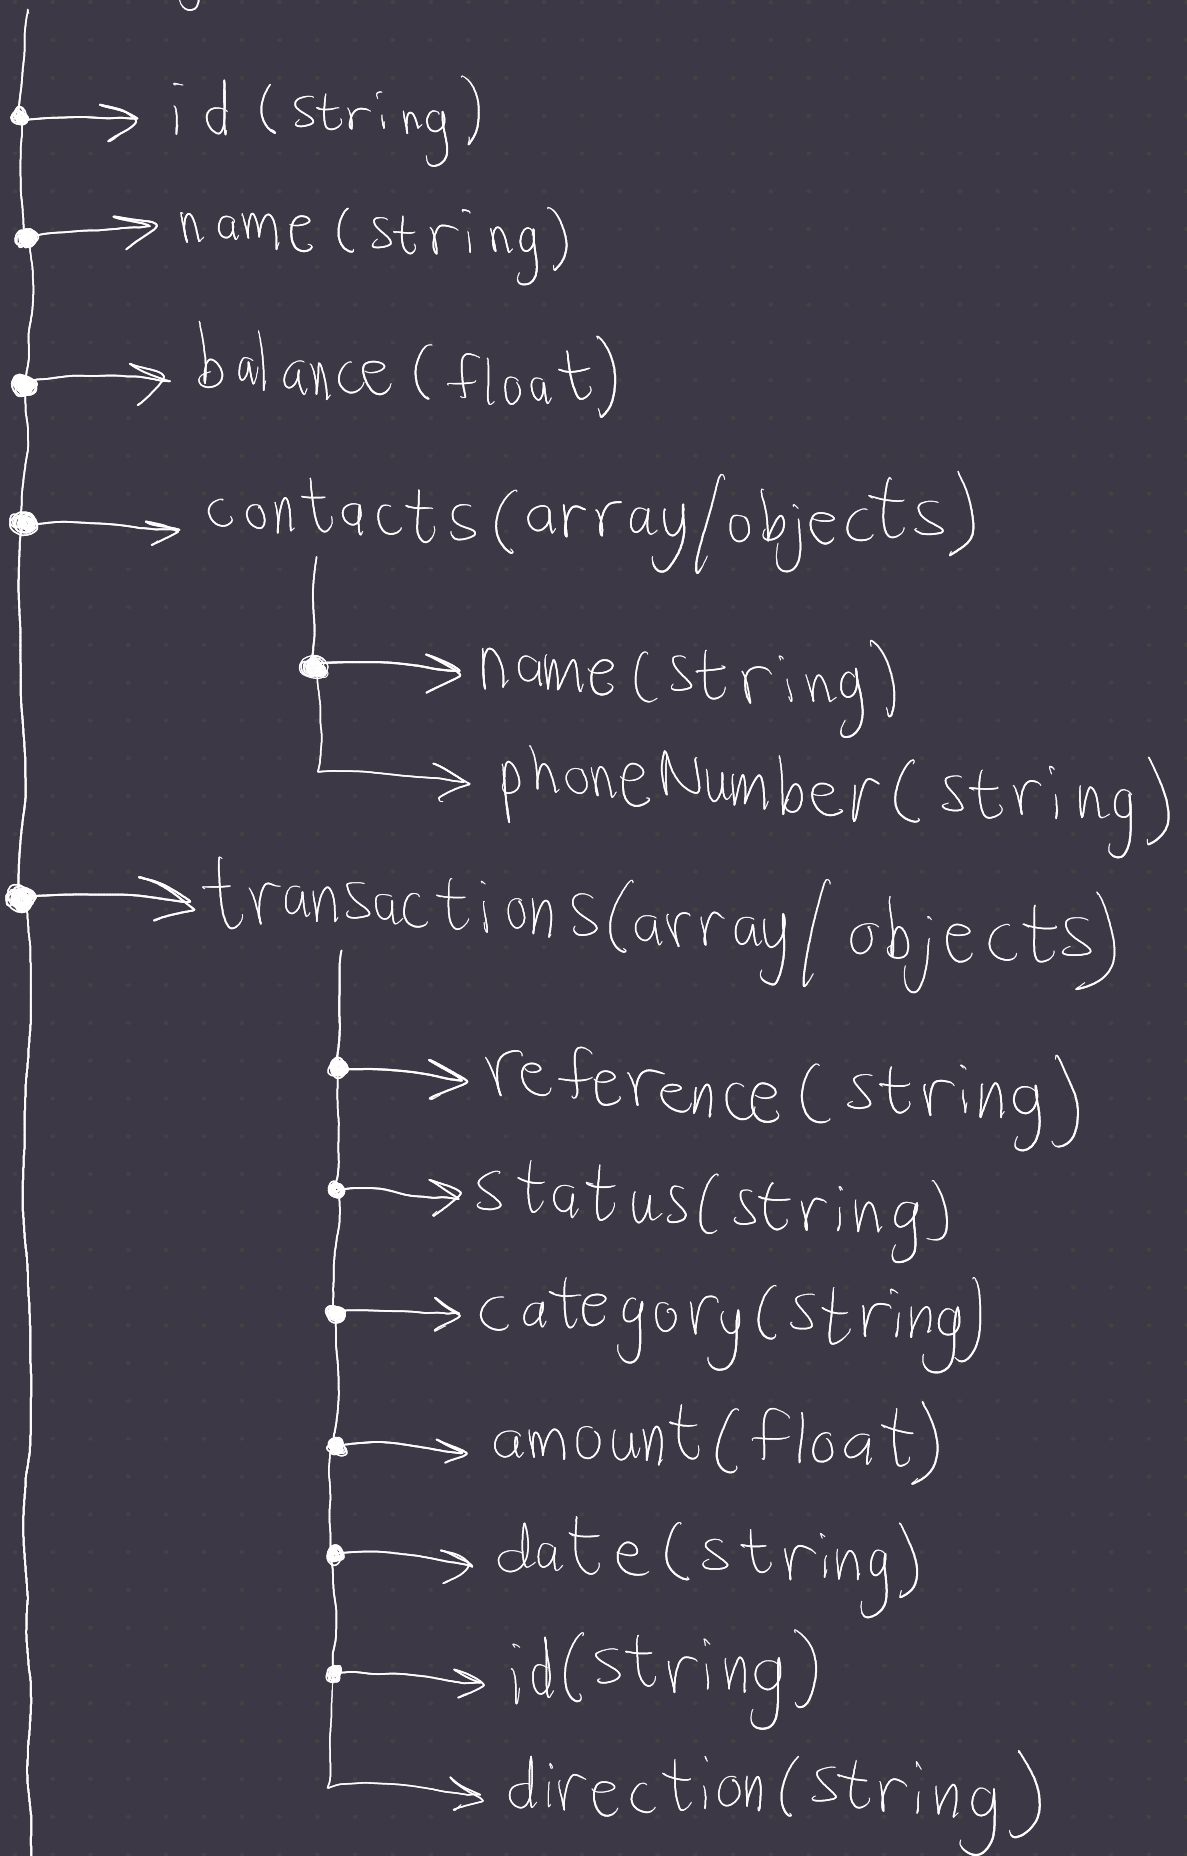 id (string)
name (string)
balance (float)
contacts (array/objects)
name (string)
phoneNumber (string)
transactions (array/ objects)
reference (string)
status (string)
category (string)
amount (float)
date (string)
id (string)
direction (string)